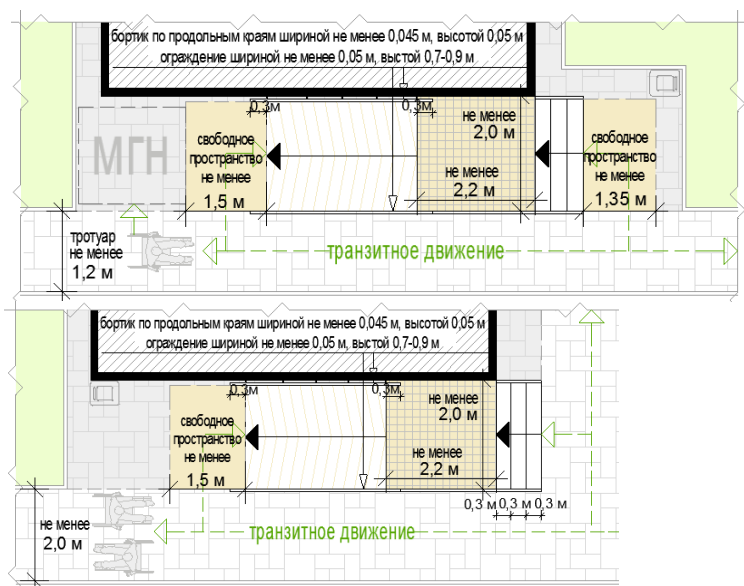 бортик по продольным краям шириной не менее 0,045 м, высотой 0,05 м
ограждение шириной не менее 0,05 м, выстой 0,7-0,9 м
0,3м
0,3м
МГН
свободное
пространство
не менее
1,5 м
не менее
2,0 м
не менее
2,2 м
свободное
пространство
не менее
1,35 м
тротуар
не менее
1,2 м
транзитное движение
бортик по продольным краям шириной не менее 0,045 м, высотой 0,05 м
ограждение шириной не менее 0,05 м, выстой 0,7-0,9 м
0,3м
0,3м
свободное
пространство
не менее
1,5 м
не менее
2,0 м
не менее
2,2 м
0,3 м 0,3 м 0,3 м
не менее
2,0 м
транзитное движение